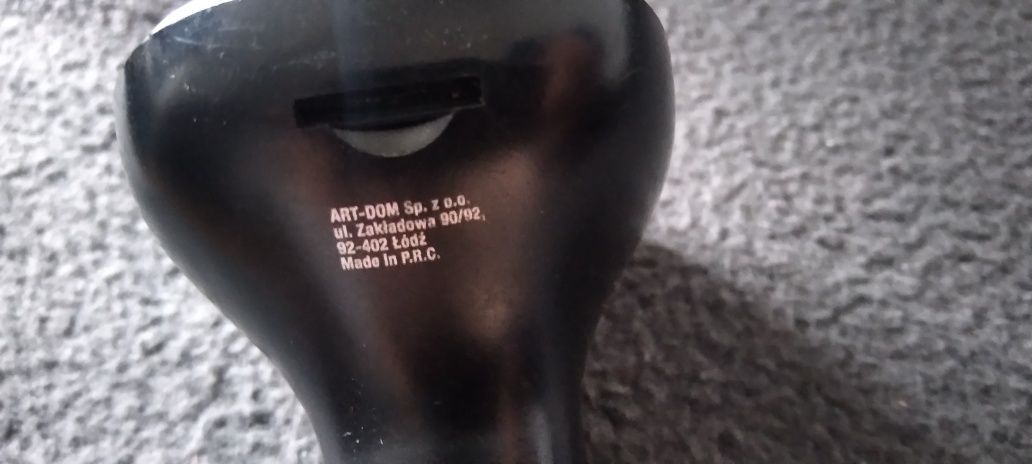 ART-DOM Sp. z o.o.
ul. Zakładowa 90/92,
92-402 Łódź
Made in P.R.C.